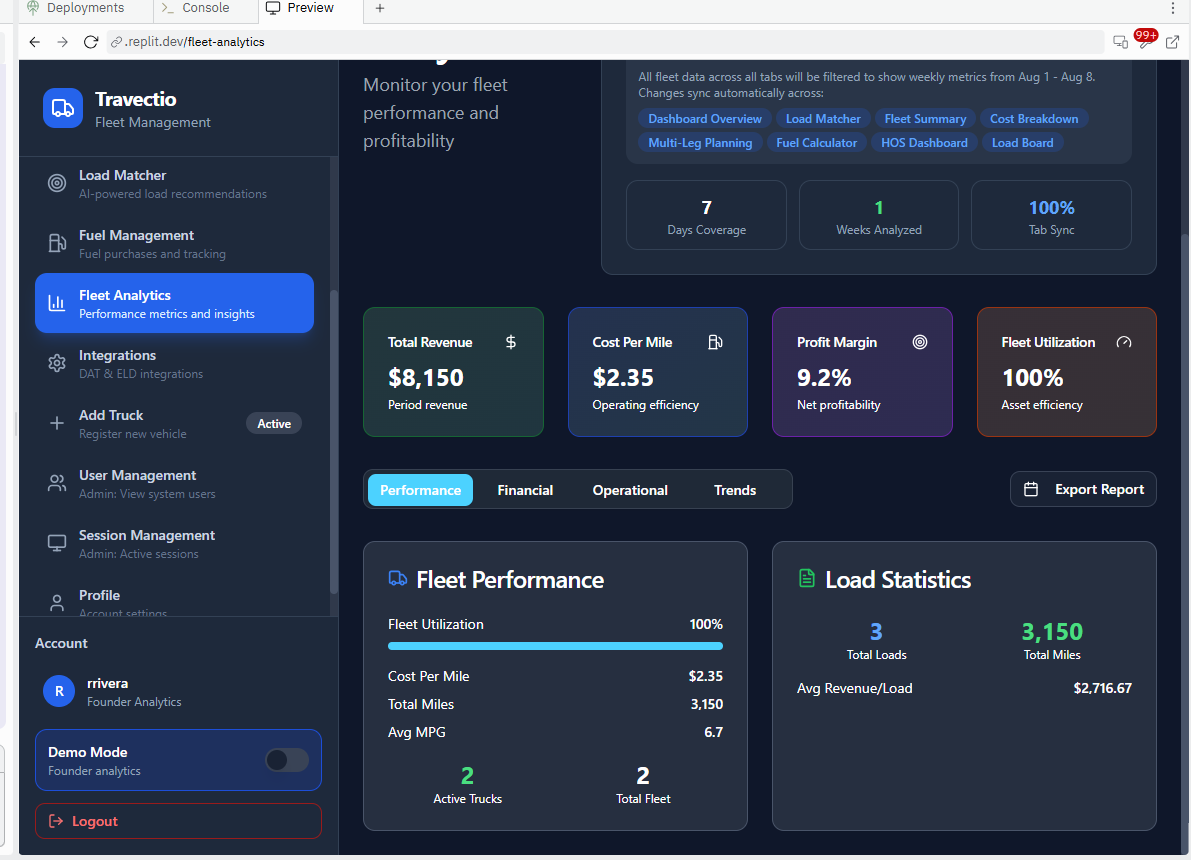 Deployments
Console
Preview
.replit.dev/fleet-analytics
99+
Travectio
Fleet Management
Load Matcher
AI-powered load recommendations
Fuel Management
Fuel purchases and tracking
Fleet Analytics
Performance metrics and insights
Integrations
DAT & ELD integrations
Add Truck
Register new vehicle
Active
User Management
Admin: View system users
Session Management
Admin: Active sessions
Profile
Account settings
Account
R
rrivera
Founder Analytics
Demo Mode
Founder analytics
Logout
Monitor your fleet
performance and
profitability
All fleet data across all tabs will be filtered to show weekly metrics from Aug 1 - Aug 8.
Changes sync automatically across:
Dashboard Overview Load Matcher Fleet Summary Cost Breakdown
Multi-Leg Planning Fuel Calculator HOS Dashboard Load Board
7
Days Coverage
1
Weeks Analyzed
100%
Tab Sync
Total Revenue
$8,150
Period revenue
Cost Per Mile
$2.35
Operating efficiency
Profit Margin
9.2%
Net profitability
Fleet Utilization
100%
Asset efficiency
Performance Financial Operational Trends
Export Report
Fleet Performance
Fleet Utilization 100%
Cost Per Mile $2.35
Total Miles 3,150
Avg MPG 6.7
2
Active Trucks
2
Total Fleet
Load Statistics
3
Total Loads
3,150
Total Miles
Avg Revenue/Load $2,716.67